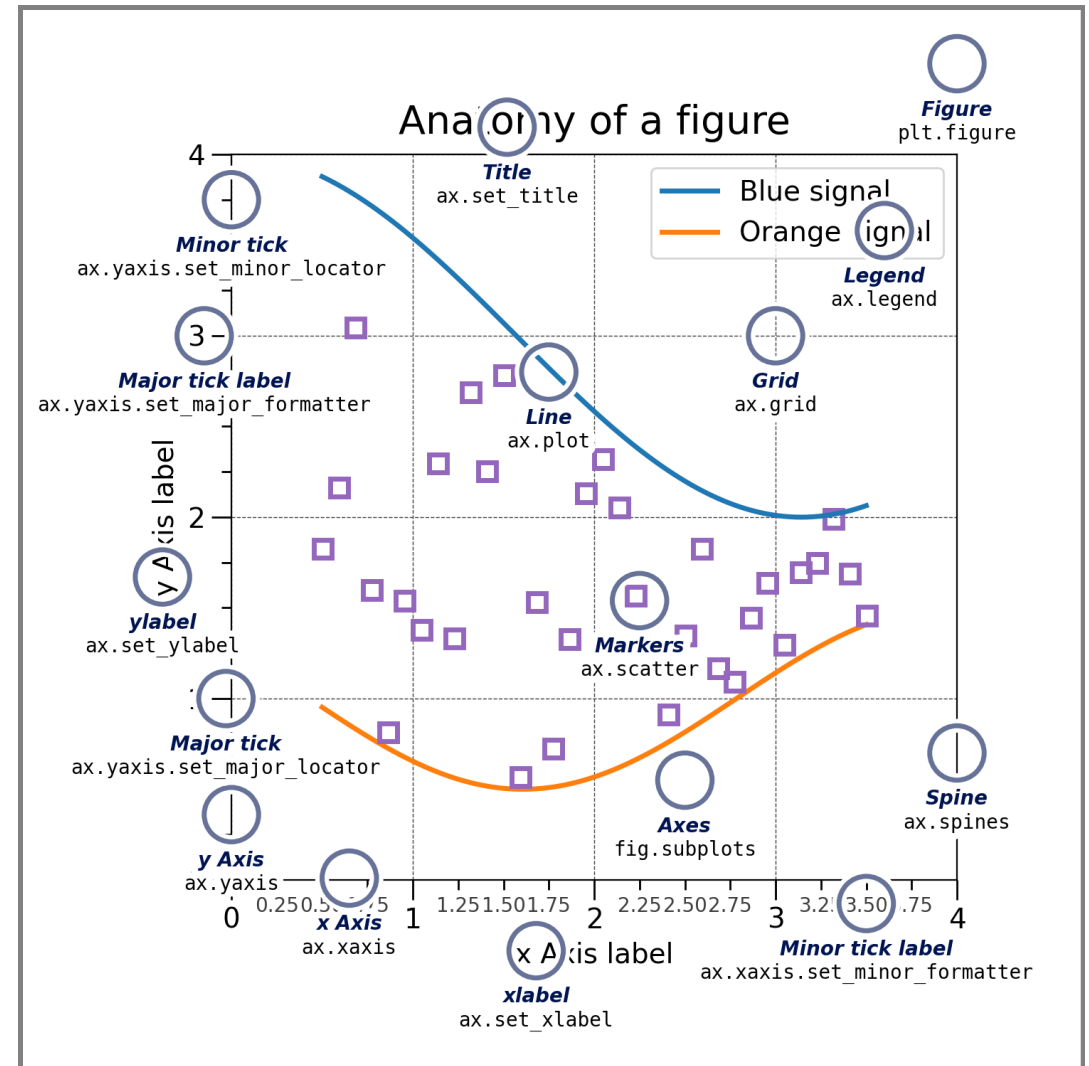 Figure
plt.figure
Anatomy of a figure
Title
ax.set_title
4
Blue signal
Orange signal
Legend
ax.legend
Minor tick
ax.yaxis.set_minor_locator
3
Major tick label
ax.yaxis.set_major_formatter
Grid
ax.grid
Line
ax.plot
y Axis label
2
ylabel
ax.set_ylabel
Markers
ax.scatter
Major tick
ax.yaxis.set_major_locator
Axes
fig.subplots
Spine
ax.spines
y Axis
ax.yaxis
0 0.25 1 1.25 1.50 1.75 2 2.25 2.50 2.75 3 3.50 4
x Axis
ax.xaxis
x Axis label
Minor tick label
ax.xaxis.set_minor_formatter
xlabel
ax.set_xlabel